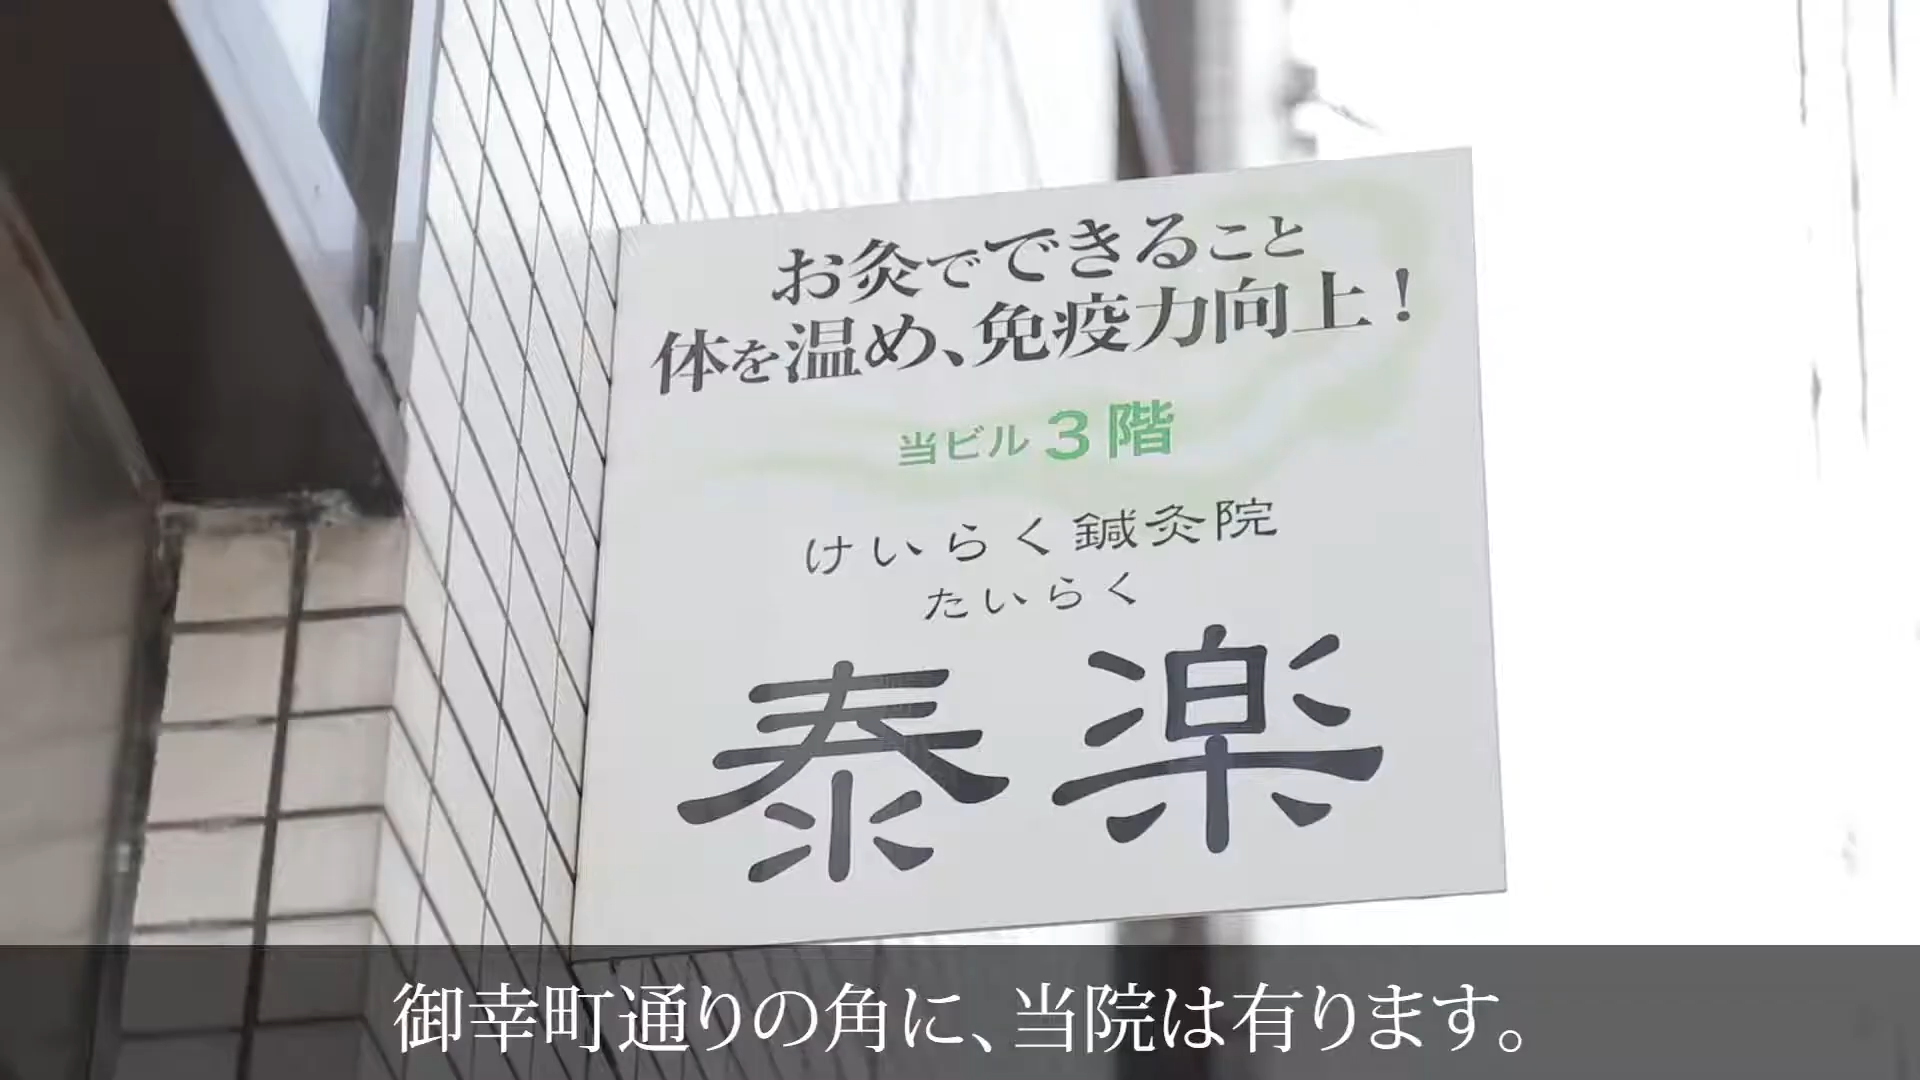 お灸でできること
体を温め、免疫力向上！
当ビル3階
けいらく鍼灸院
たいらく
泰楽
御幸町通りの角に、当院は有ります。